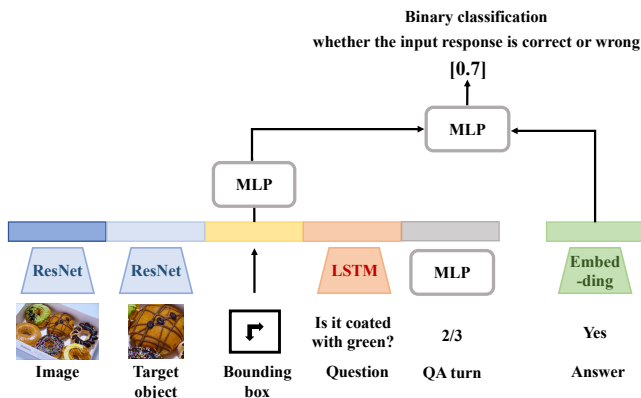 Binary classification
whether the input response is correct or wrong
[0.7]
MLP
MLP
ResNet
ResNet
LSTM
MLP
Embed
-ding
Is it coated
with green?
2/3
Yes
Image
Target
object
Bounding
box
Question
QA turn
Answer